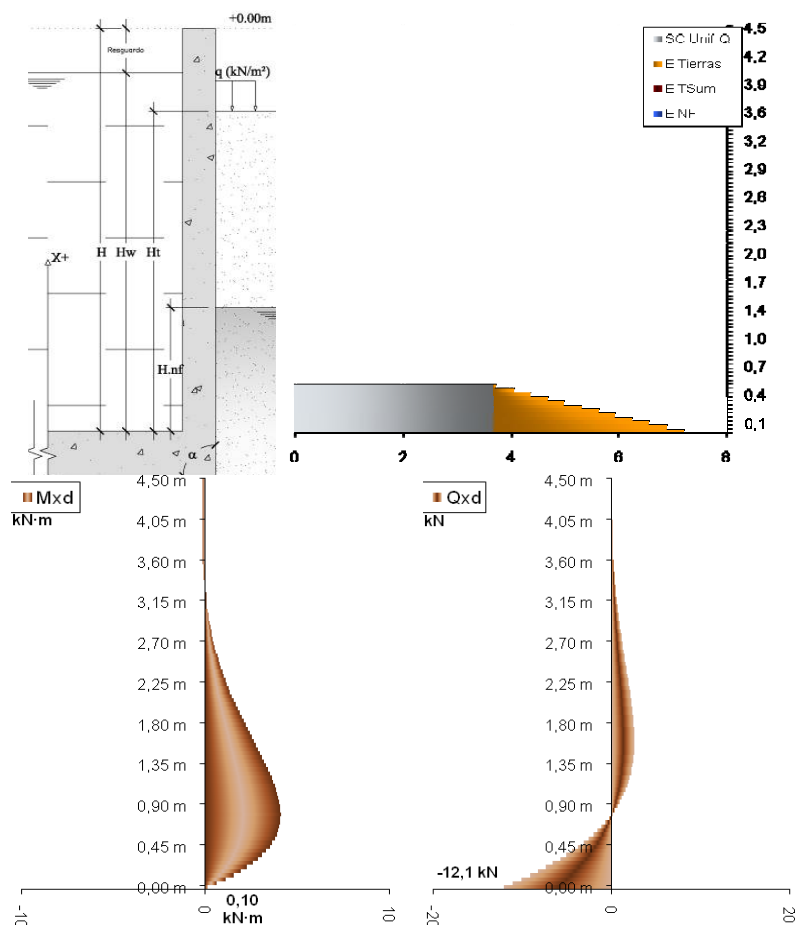 +0.00m
Resguardo
q (kN/m²)
X+
H
Hw
Ht
H.nf
α
SC Unif Q
E Tierras
E TSum
E NF
4,5
4,2
3,9
3,6
3,2
2,9
2,6
2,3
2,0
1,7
1,4
1,0
0,7
0,4
0,1
0
2
4
6
8
Mxd
kN·m
4,50 m
4,05 m
3,60 m
3,15 m
2,70 m
2,25 m
1,80 m
1,35 m
0,90 m
0,45 m
0,00 m
-10
0
10
0,10
kN·m
Qxd
kN
4,50 m
4,05 m
3,60 m
3,15 m
2,70 m
2,25 m
1,80 m
1,35 m
0,90 m
0,45 m
0,00 m
-12,1 kN
-20
0
20